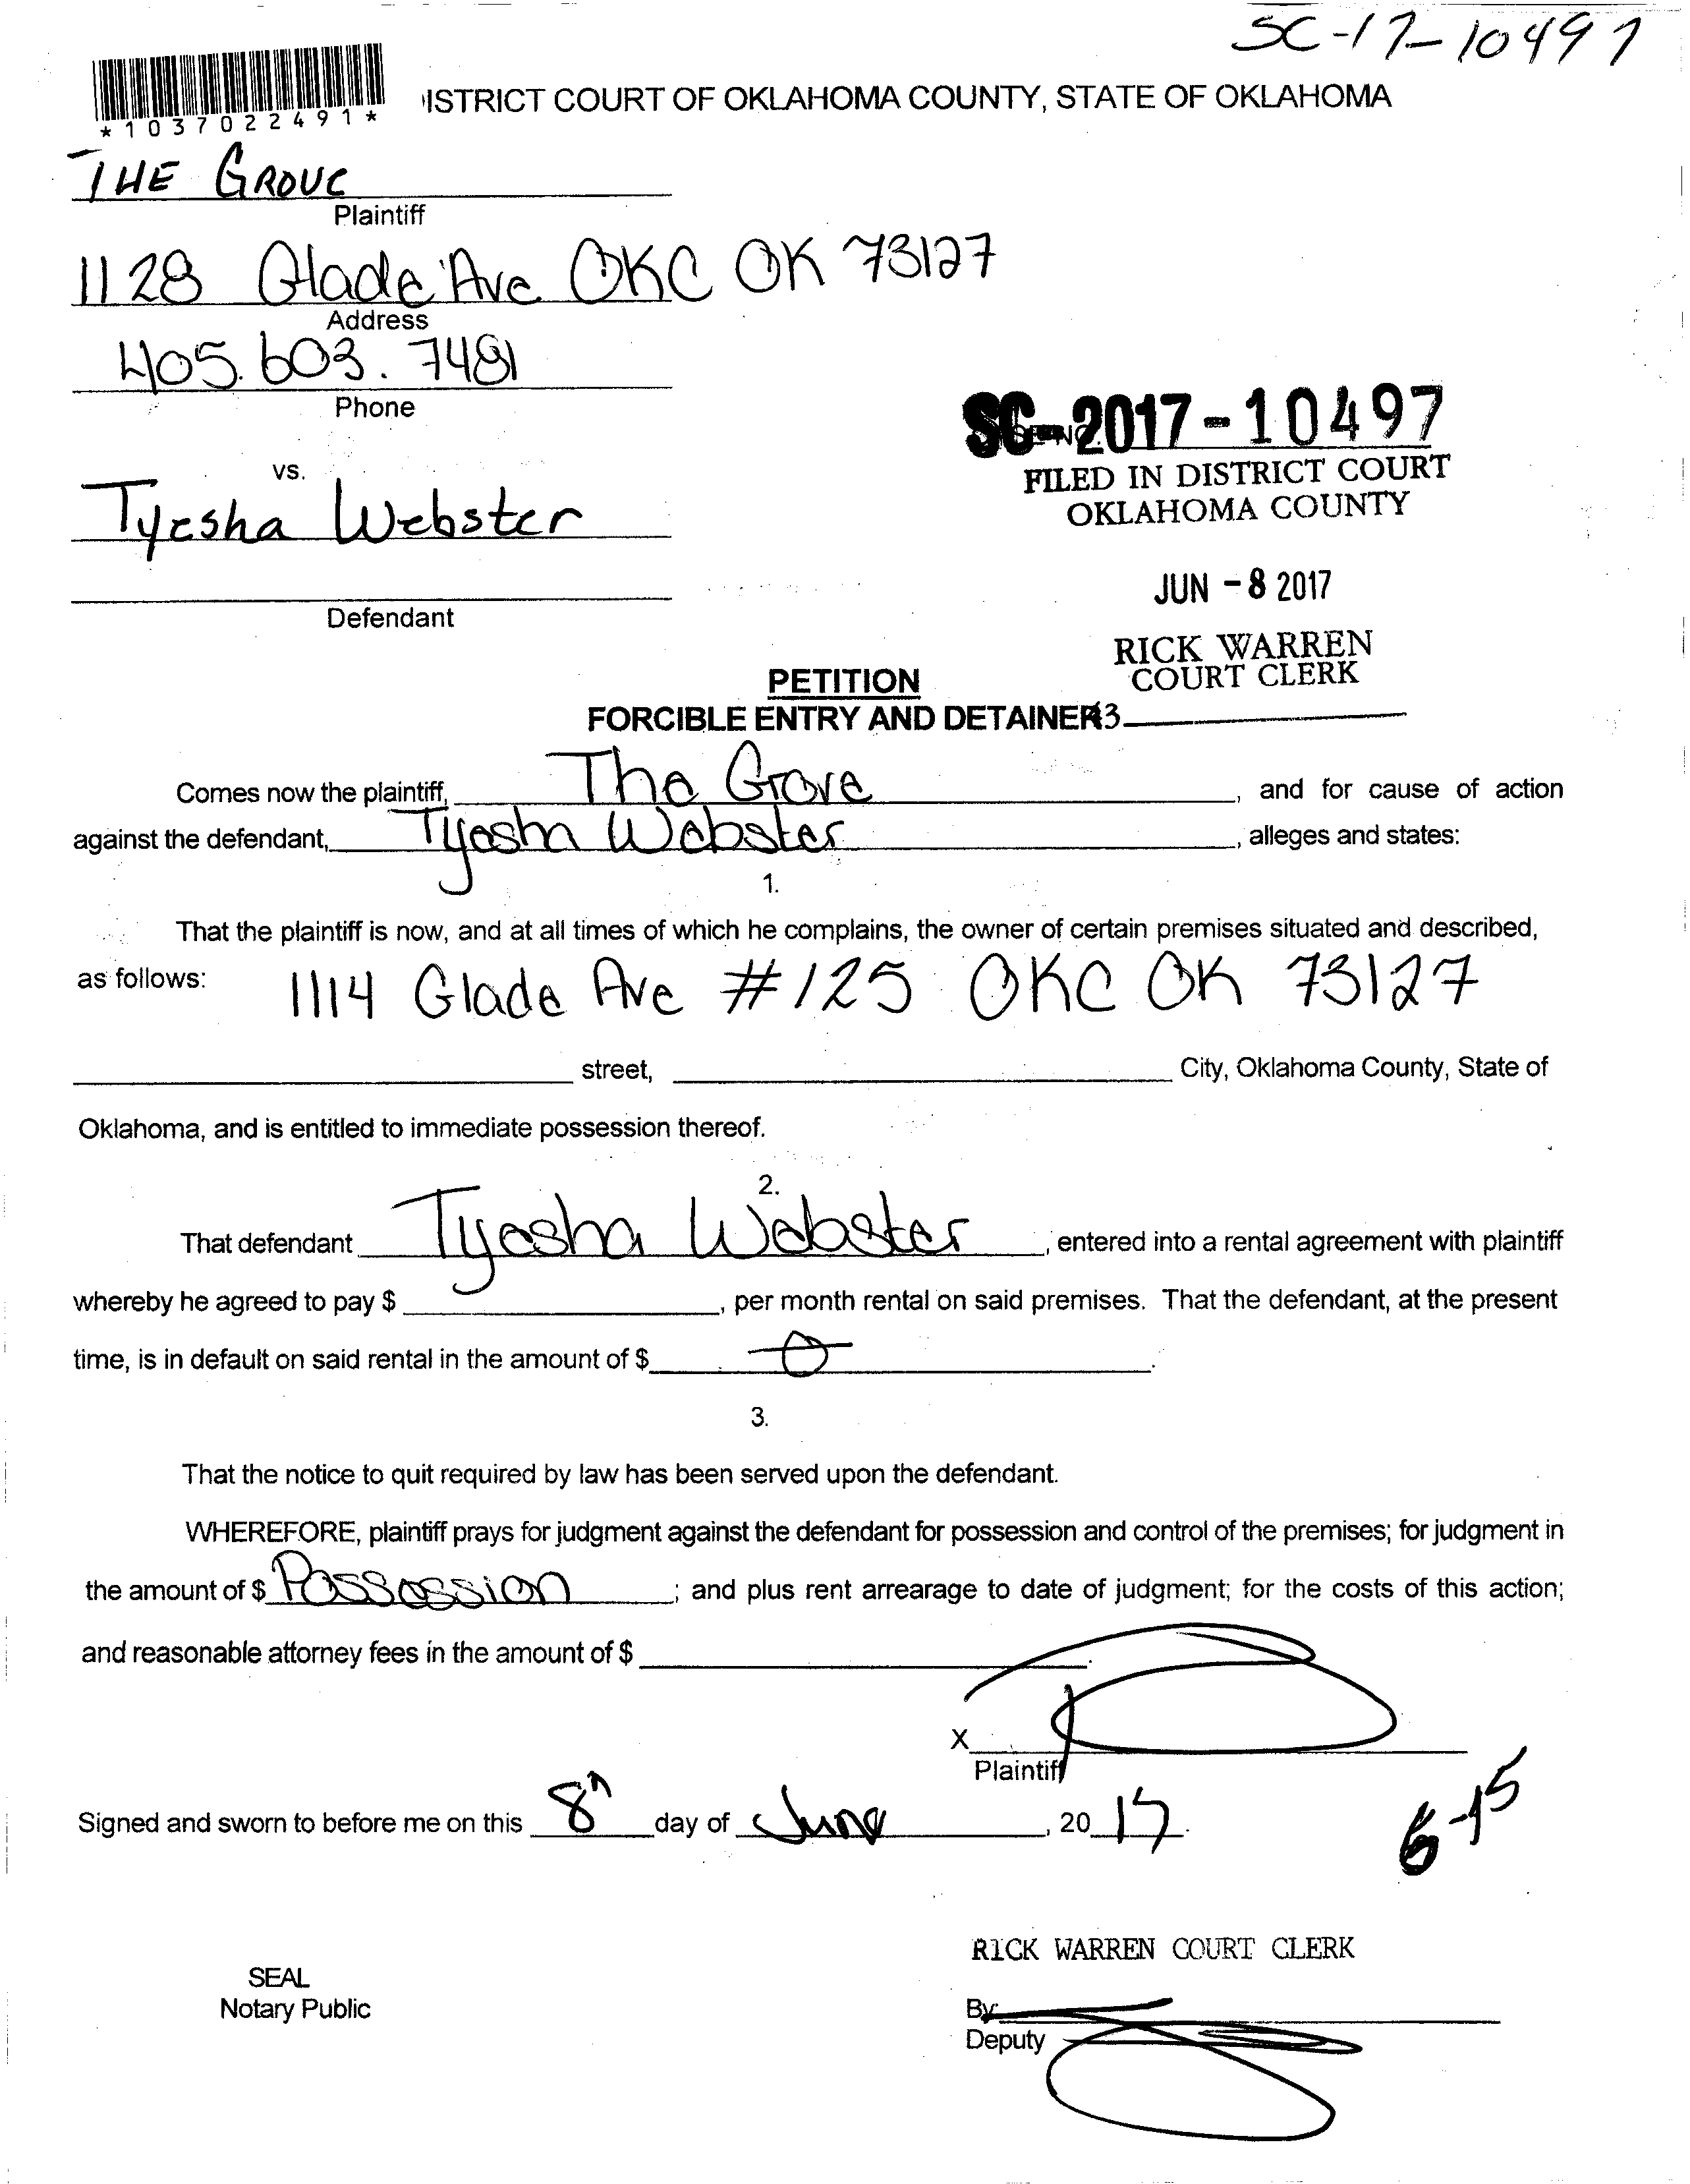 SC-17-10497
*1037022491*
ISTRICT COURT OF OKLAHOMA COUNTY, STATE OF OKLAHOMA
THE GROVE
Plaintiff
1128 Glade Ave OKC OK 73127
Address
405.603.7481
Phone
vs.
Tyesha Webster
Defendant
SC-2017-10497
FILED IN DISTRICT COURT
OKLAHOMA COUNTY
JUN - 8 2017
RICK WARREN
COURT CLERK
PETITION
FORCIBLE ENTRY AND DETAINER
Comes now the plaintiff, The Grove, and for cause of action
against the defendant, Tyesha Webster, alleges and states:
1.
That the plaintiff is now, and at all times of which he complains, the owner of certain premises situated and described,
as follows: 1114 Glade Ave #125 OKC OK 73127
street, City, Oklahoma County, State of
Oklahoma, and is entitled to immediate possession thereof.
2.
That defendant Tyesha Webster, entered into a rental agreement with plaintiff
whereby he agreed to pay $ , per month rental on said premises. That the defendant, at the present
time, is in default on said rental in the amount of $ 0.
3.
That the notice to quit required by law has been served upon the defendant.
WHEREFORE, plaintiff prays for judgment against the defendant for possession and control of the premises; for judgment in
the amount of $ Possession; and plus rent arrearage to date of judgment; for the costs of this action;
and reasonable attorney fees in the amount of $ .
X
Plaintiff
Signed and sworn to before me on this 8 day of June, 20 17.
6-15
RICK WARREN COURT CLERK
SEAL
Notary Public
By:
Deputy